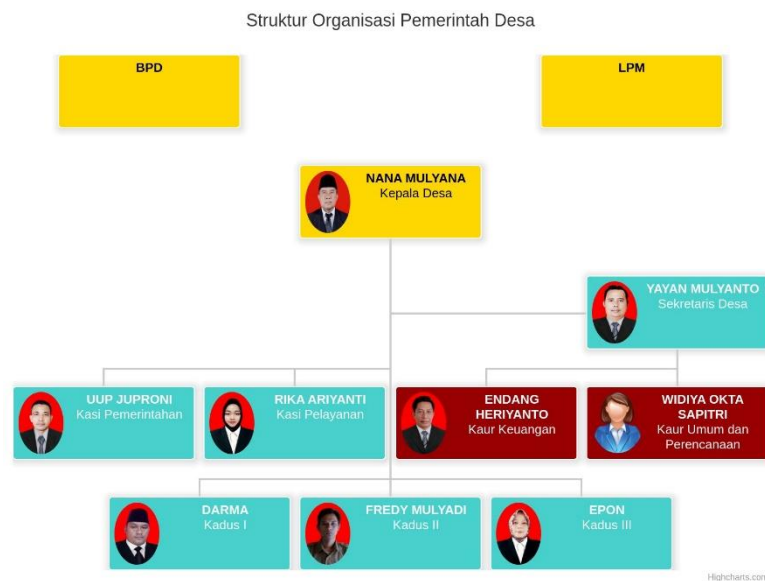 Struktur Organisasi Pemerintah Desa
BPD
LPM
NANA MULYANA
Kepala Desa
YAYAN MULYANTO
Sekretaris Desa
UUP JUPRONI
Kasi Pemerintahan
RIKA ARIYANTI
Kasi Pelayanan
ENDANG
HERIYANTO
Kaur Keuangan
WIDIYA OKTA
SAPITRI
Kaur Umum dan
Perencanaan
DARMA
Kadus I
FREDY MULYADI
Kadus II
EPON
Kadus III
Highcharts.com